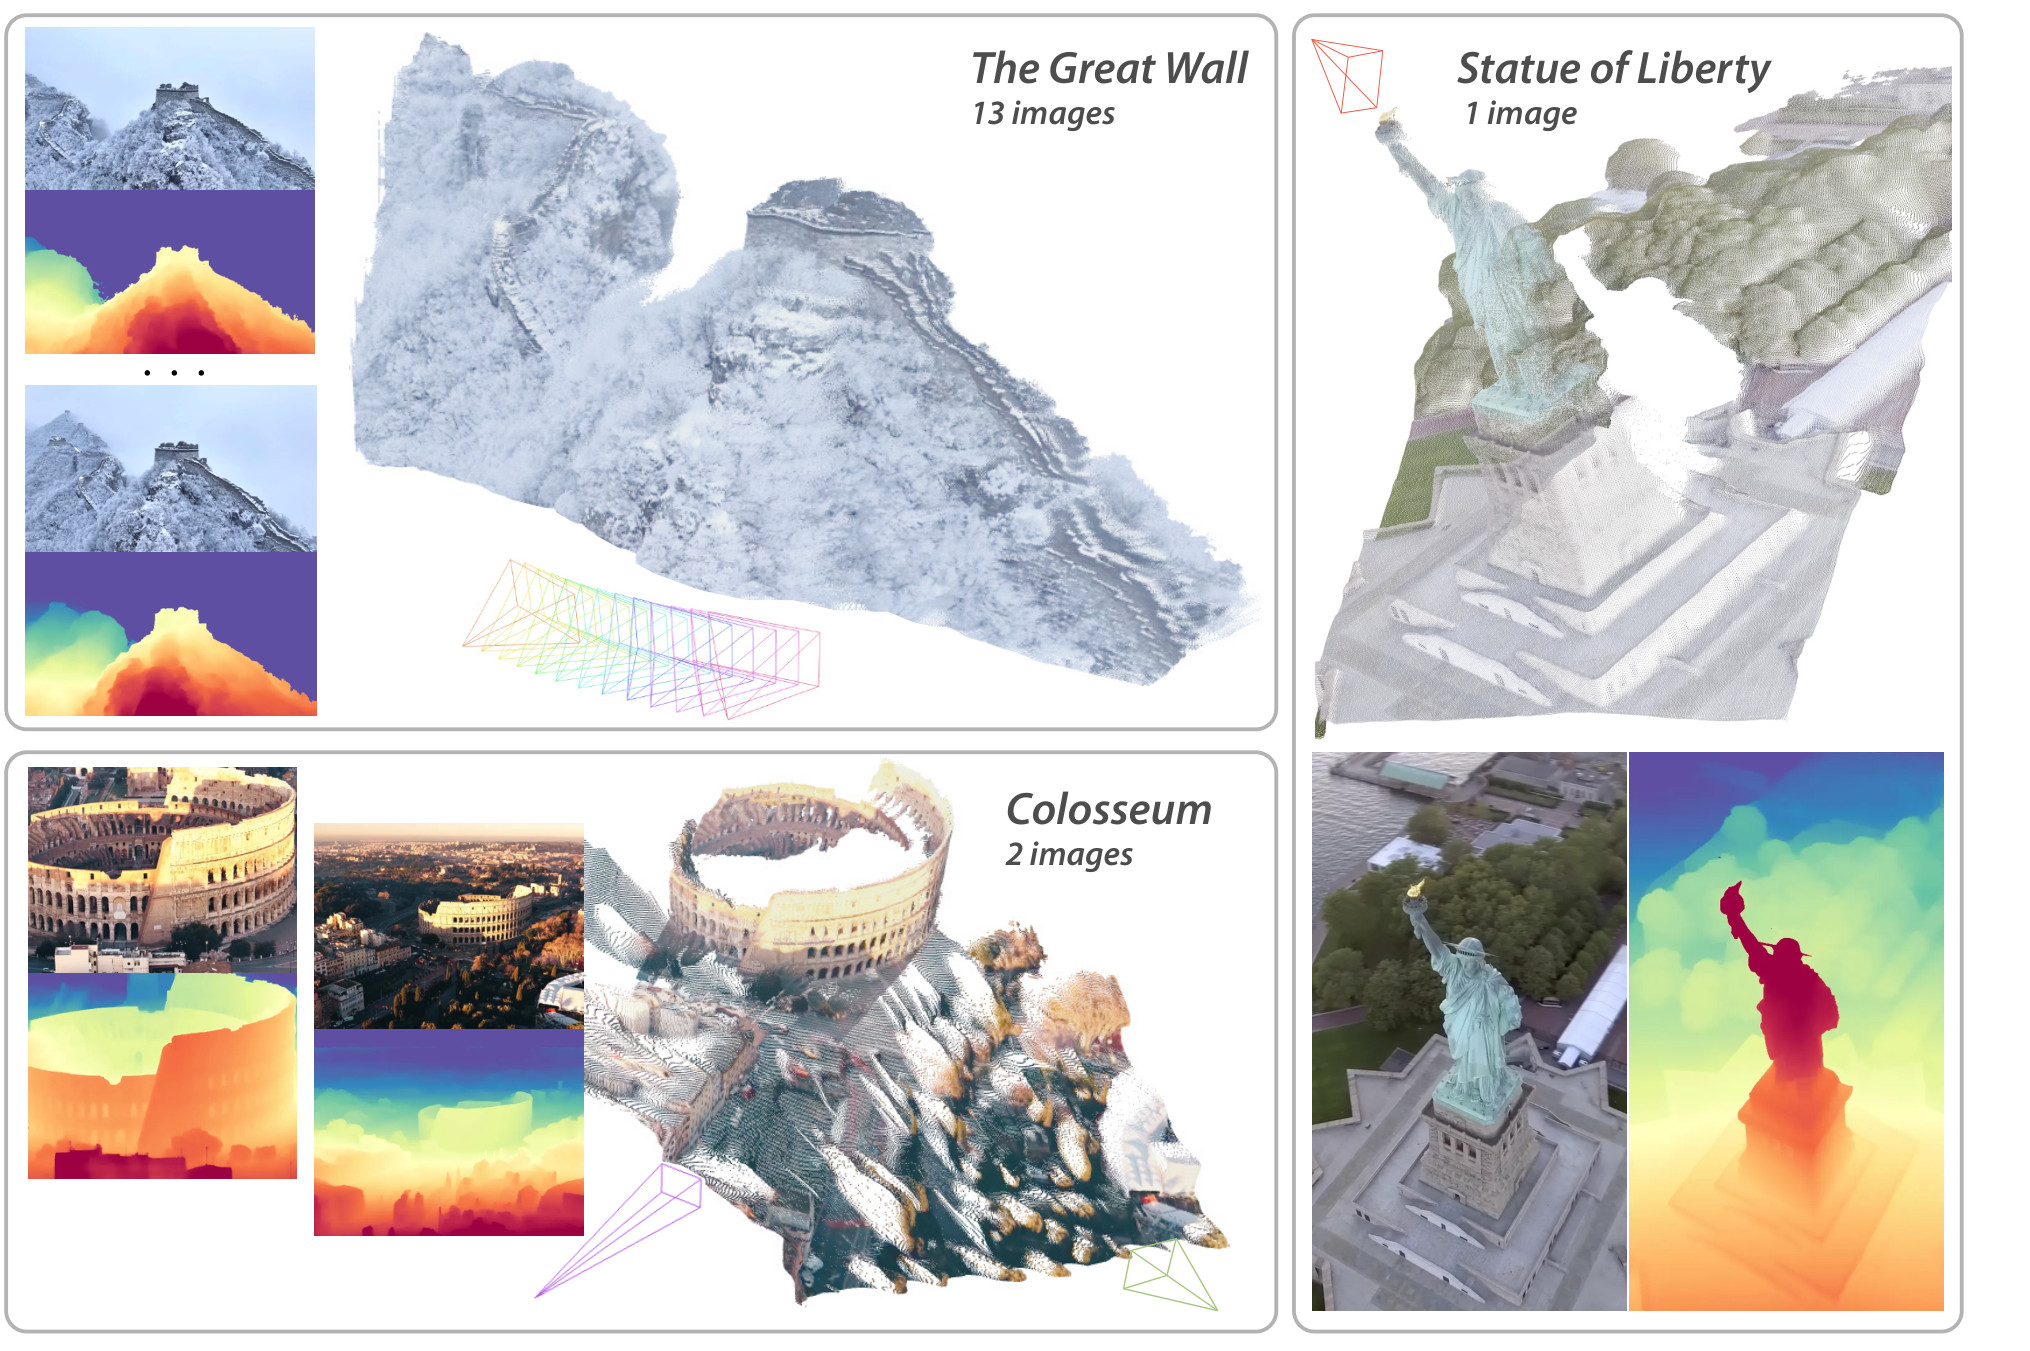 The Great Wall
13 images
Statue of Liberty
1 image
Colosseum
2 images